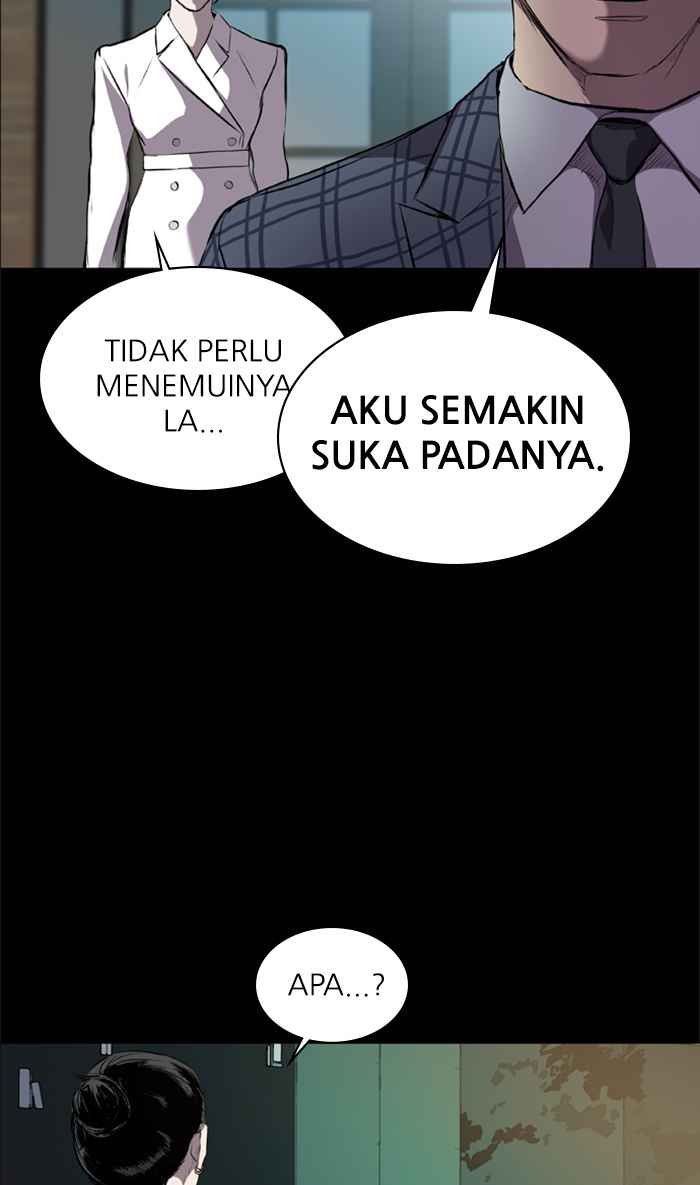 TIDAK PERLU
MENEMUINYA
LA...
AKU SEMAKIN
SUKA PADANYA.
APA...?